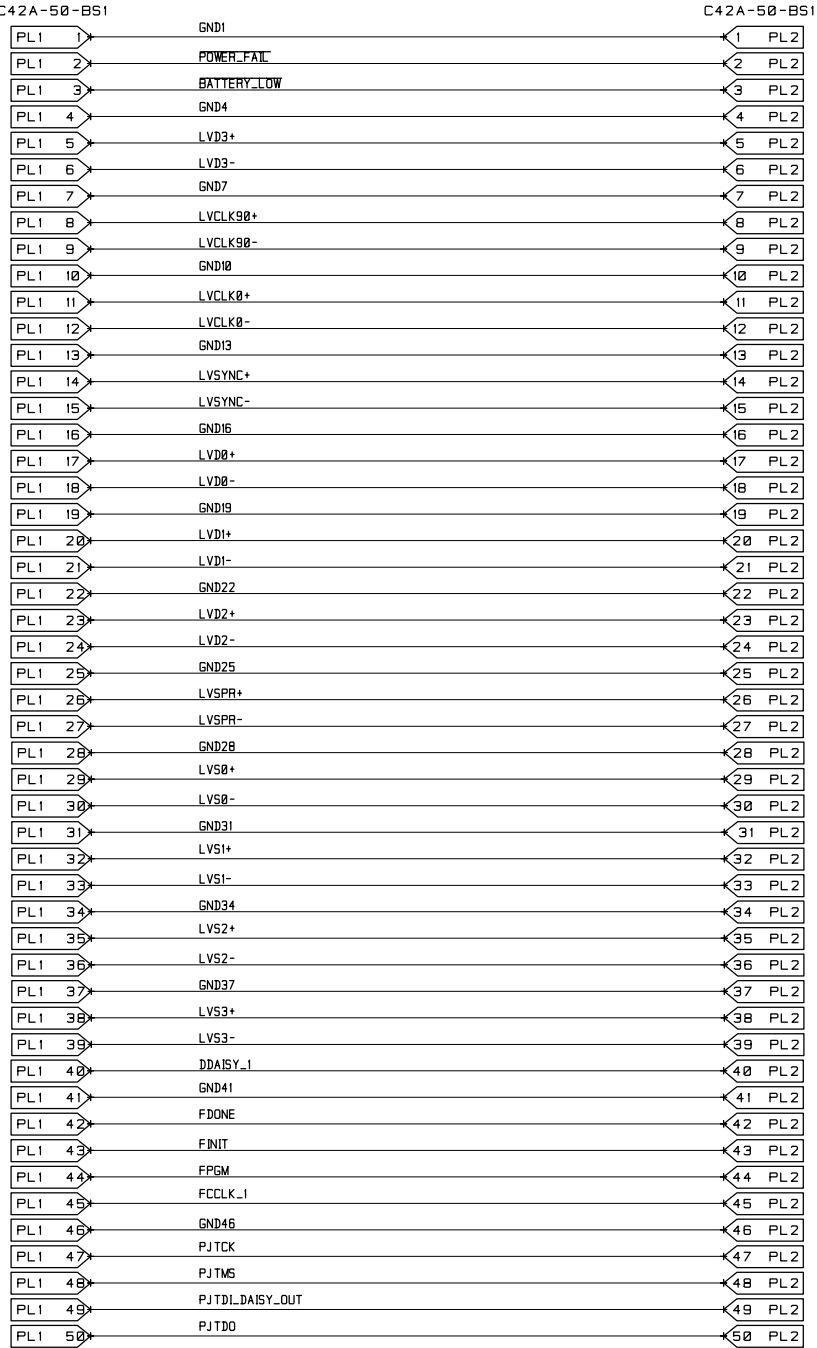 C42A-50-BS1 C42A-50-BS1
PL1 1 GND1 1 PL2
PL1 2 POWER_FAIL 2 PL2
PL1 3 BATTERY_LOW 3 PL2
PL1 4 GND4 4 PL2
PL1 5 LVD3+ 5 PL2
PL1 6 LVD3- 6 PL2
PL1 7 GND7 7 PL2
PL1 8 LVCLK90+ 8 PL2
PL1 9 LVCLK90- 9 PL2
PL1 10 GND10 10 PL2
PL1 11 LVCLK0+ 11 PL2
PL1 12 LVCLK0- 12 PL2
PL1 13 GND13 13 PL2
PL1 14 LVSYNC+ 14 PL2
PL1 15 LVSYNC- 15 PL2
PL1 16 GND16 16 PL2
PL1 17 LVD0+ 17 PL2
PL1 18 LVD0- 18 PL2
PL1 19 GND19 19 PL2
PL1 20 LVD1+ 20 PL2
PL1 21 LVD1- 21 PL2
PL1 22 GND22 22 PL2
PL1 23 LVD2+ 23 PL2
PL1 24 LVD2- 24 PL2
PL1 25 GND25 25 PL2
PL1 26 LVSPR+ 26 PL2
PL1 27 LVSPR- 27 PL2
PL1 28 GND28 28 PL2
PL1 29 LVS0+ 29 PL2
PL1 30 LVS0- 30 PL2
PL1 31 GND31 31 PL2
PL1 32 LVS1+ 32 PL2
PL1 33 LVS1- 33 PL2
PL1 34 GND34 34 PL2
PL1 35 LVS2+ 35 PL2
PL1 36 LVS2- 36 PL2
PL1 37 GND37 37 PL2
PL1 38 LVS3+ 38 PL2
PL1 39 LVS3- 39 PL2
PL1 40 DDAISY_1 40 PL2
PL1 41 GND41 41 PL2
PL1 42 FDONE 42 PL2
PL1 43 FINIT 43 PL2
PL1 44 FPGM 44 PL2
PL1 45 FCCLK_1 45 PL2
PL1 46 GND46 46 PL2
PL1 47 PJTCK 47 PL2
PL1 48 PJTMS 48 PL2
PL1 49 PJTDI_DAISY_OUT 49 PL2
PL1 50 PJTDO 50 PL2